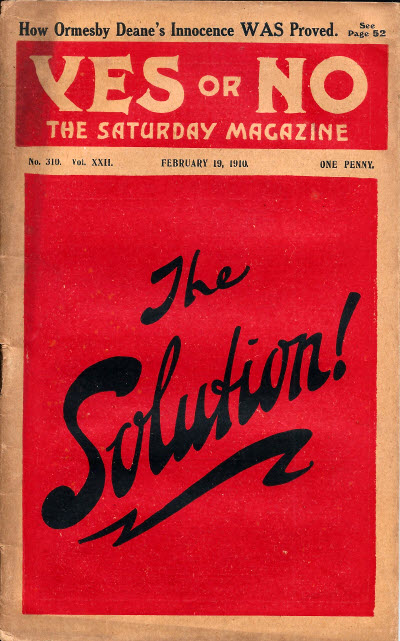 How Ormesby Deane's Innocence WAS Proved. See Page 52
YES OR NO
THE SATURDAY MAGAZINE
No. 310. Vol. XXII. FEBRUARY 19, 1910. ONE PENNY.
The
Solution!